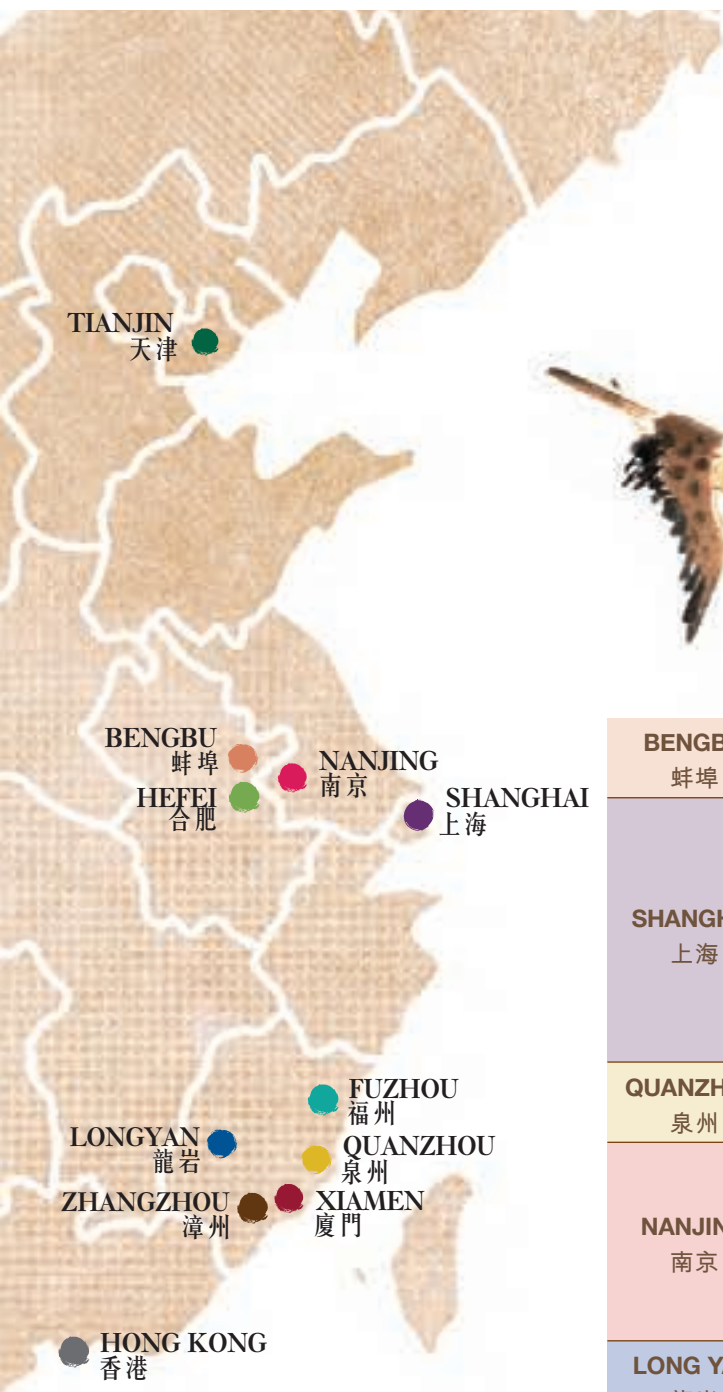 TIANJIN
天津
BENGBU
蚌埠
NANJING
南京
HEFEI
合肥
SHANGHAI
上海
FUZHOU
福州
LONGYAN
龍岩
QUANZHOU
泉州
ZHANGZHOU
漳州
XIAMEN
廈門
HONG KONG
香港
BENGB
蚌埠
SHANGH
上海
QUANZH
泉州
NANJIN
南京
LONG YA